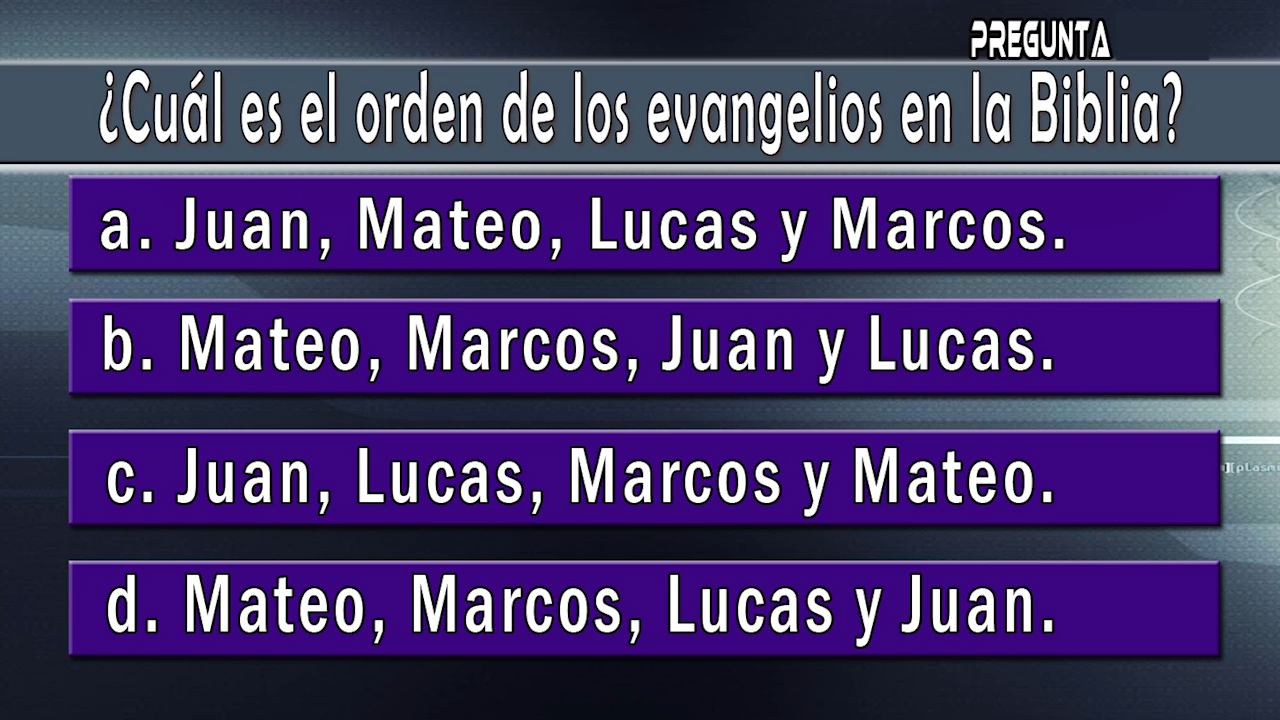 PREGUNTA
¿Cuál es el orden de los evangelios en la Biblia?
a. Juan, Mateo, Lucas y Marcos.
b. Mateo, Marcos, Juan y Lucas.
c. Juan, Lucas, Marcos y Mateo.
d. Mateo, Marcos, Lucas y Juan.